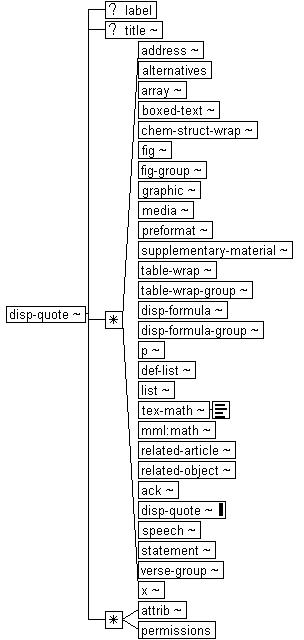 ? label
? title ~
address ~
alternatives
array ~
boxed-text ~
chem-struct-wrap ~
fig ~
fig-group ~
graphic ~
media ~
preformat ~
supplementary-material ~
table-wrap ~
table-wrap-group ~
disp-formula ~
disp-quote ~
*
disp-formula-group ~
p ~
def-list ~
list ~
tex-math ~
mml:math ~
related-article ~
related-object ~
ack ~
disp-quote ~
speech ~
statement ~
verse-group ~
x ~
* attrib ~
permissions